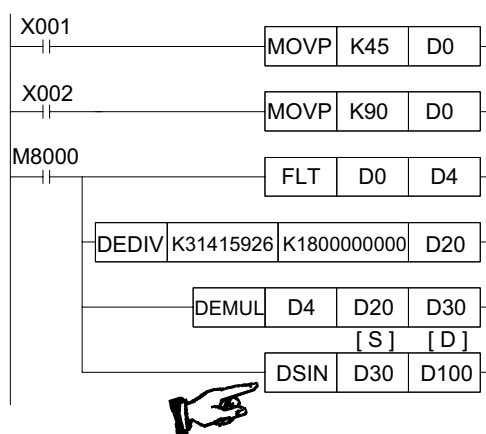 X001
MOVP K45 D0
X002
MOVP K90 D0
M8000
FLT D0 D4
DEDIV K31415926 K1800000000 D20
DEMUL D4 D20 D30
[ S ] [ D ]
DSIN D30 D100